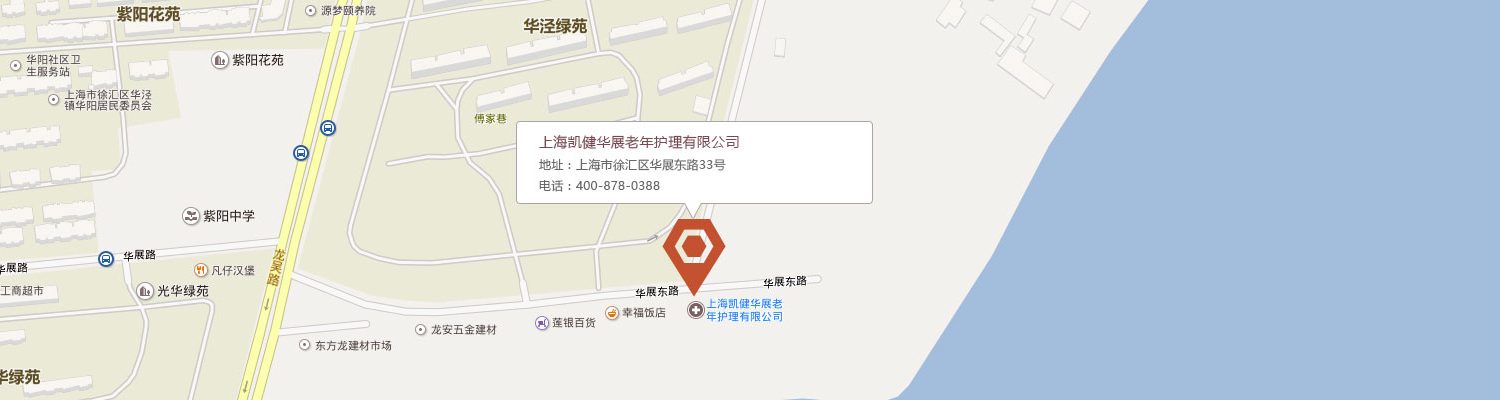 紫阳花苑
源梦颐养院
华泾绿苑
华阳社区卫
生服务站
紫阳花苑
上海市徐汇区华泾
镇华阳居民委员会
傅家巷
上海凯健华展老年护理有限公司
地址：上海市徐汇区华展东路33号
电话：400-878-0388
紫阳中学
华展路
龙吴路
华展路
凡仔汉堡
工商超市
光华绿苑
华展东路
华展东路
上海凯健华展老
年护理有限公司
幸福饭店
莲银百货
龙安五金建材
东方龙建材市场
华绿苑